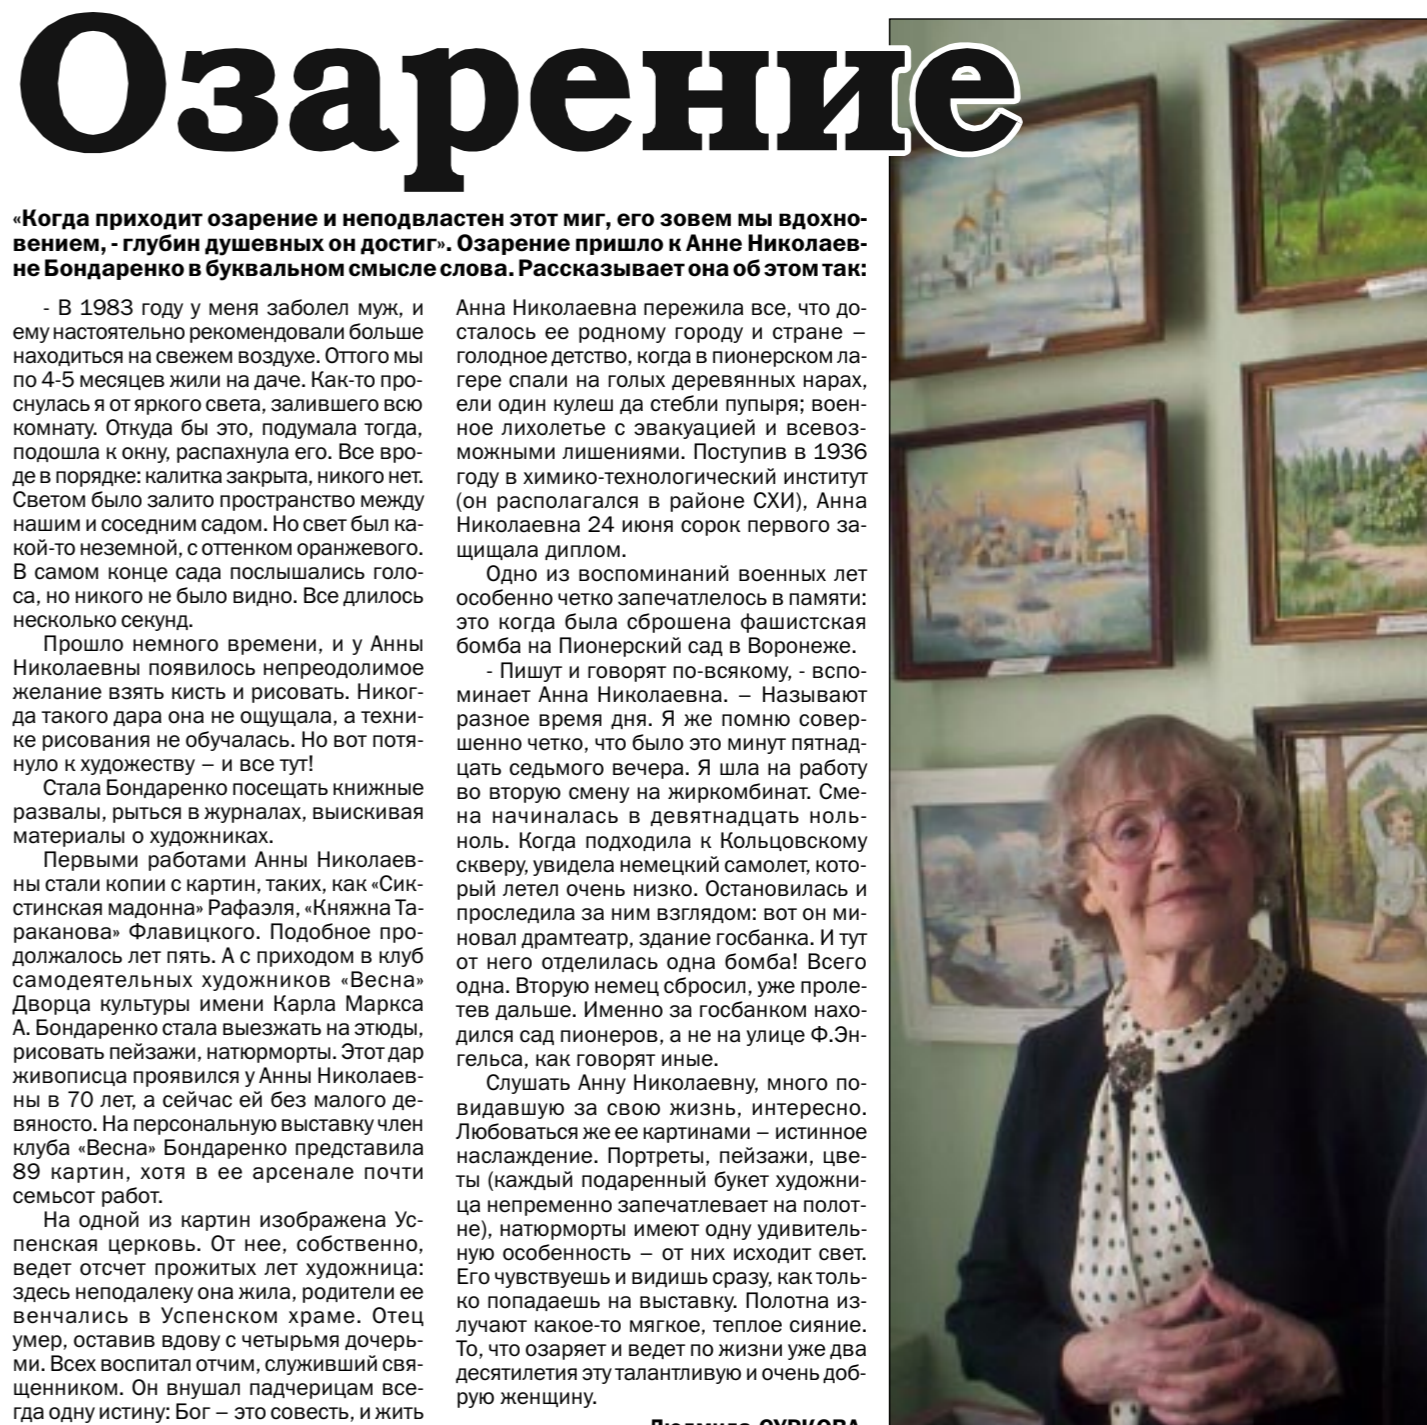 Озарение
«Когда приходит озарение и неподвластен этот миг, его зовем мы вдохно-
вением, - глубин душевных он достиг». Озарение пришло к Анне Николаев-
не Бондаренко в буквальном смысле слова. Рассказывает она об этом так:
- В 1983 году у меня заболел муж, и
ему настоятельно рекомендовали больше
находиться на свежем воздухе. Оттого мы
по 4-5 месяцев жили на даче. Как-то про-
снулась я от яркого света, залившего всю
комнату. Откуда бы это, подумала тогда,
подошла к окну, распахнула его. Все вро-
де в порядке: калитка закрыта, никого нет.
Светом было залито пространство между
нашим и соседним садом. Но свет был ка-
кой-то неземной, с оттенком оранжевого.
В самом конце сада послышались голо-
са, но никого не было видно. Все длилось
несколько секунд.
Прошло немного времени, и у Анны
Николаевны появилось непреодолимое
желание взять кисть и рисовать. Никог-
да такого дара она не ощущала, а техни-
ке рисования не обучалась. Но вот потя-
нуло к художеству – и все тут!
Стала Бондаренко посещать книжные
развалы, рыться в журналах, выискивая
материалы о художниках.
Первыми работами Анны Николаев-
ны стали копии с картин, таких, как «Сик-
стинская мадонна» Рафаэля, «Княжна Та-
раканова» Флавицкого. Подобное про-
должалось лет пять. А с приходом в клуб
самодеятельных художников «Весна»
Дворца культуры имени Карла Маркса
А. Бондаренко стала выезжать на этюды,
рисовать пейзажи, натюрморты. Этот дар
живописца проявился у Анны Николаев-
ны в 70 лет, а сейчас ей без малого де-
вяносто. На персональную выставку член
клуба «Весна» Бондаренко представила
89 картин, хотя в ее арсенале почти
семьсот работ.
На одной из картин изображена Ус-
пенская церковь. От нее, собственно,
ведет отсчет прожитых лет художница:
здесь неподалеку она жила, родители ее
венчались в Успенском храме. Отец
умер, оставив вдову с четырьмя дочерь-
ми. Всех воспитал отчим, служивший свя-
щенником. Он внушал падчерицам все-
гда одну истину: Бог – это совесть, и жить
Анна Николаевна пережила все, что до-
сталось ее родному городу и стране –
голодное детство, когда в пионерском ла-
гере спали на голых деревянных нарах,
ели один кулеш да стебли пупыря; воен-
ное лихолетье с эвакуацией и всевоз-
можными лишениями. Поступив в 1936
году в химико-технологический институт
(он располагался в районе СХИ), Анна
Николаевна 24 июня сорок первого за-
щищала диплом.
Одно из воспоминаний военных лет
особенно четко запечатлелось в памяти:
это когда была сброшена фашистская
бомба на Пионерский сад в Воронеже.
- Пишут и говорят по-всякому, - вспо-
минает Анна Николаевна. – Называют
разное время дня. Я же помню совер-
шенно четко, что было это минут пятнад-
цать седьмого вечера. Я шла на работу
во вторую смену на жиркомбинат. Сме-
на начиналась в девятнадцать ноль-
ноль. Когда подходила к Кольцовскому
скверу, увидела немецкий самолет, кото-
рый летел очень низко. Остановилась и
проследила за ним взглядом: вот он ми-
новал драмтеатр, здание госбанка. И тут
от него отделилась одна бомба! Всего
одна. Вторую немец сбросил, уже проле-
тев дальше. Именно за госбанком нахо-
дился сад пионеров, а не на улице Ф.Эн-
гельса, как говорят иные.
Слушать Анну Николаевну, много по-
видавшую за свою жизнь, интересно.
Любоваться же ее картинами – истинное
наслаждение. Портреты, пейзажи, цве-
ты (каждый подаренный букет художни-
ца непременно запечатлевает на полот-
не), натюрморты имеют одну удивитель-
ную особенность – от них исходит свет.
Его чувствуешь и видишь сразу, как толь-
ко попадаешь на выставку. Полотна из-
лучают какое-то мягкое, теплое сияние.
То, что озаряет и ведет по жизни уже два
десятилетия эту талантливую и очень доб-
рую женщину.
Людмила СУРКОВА.